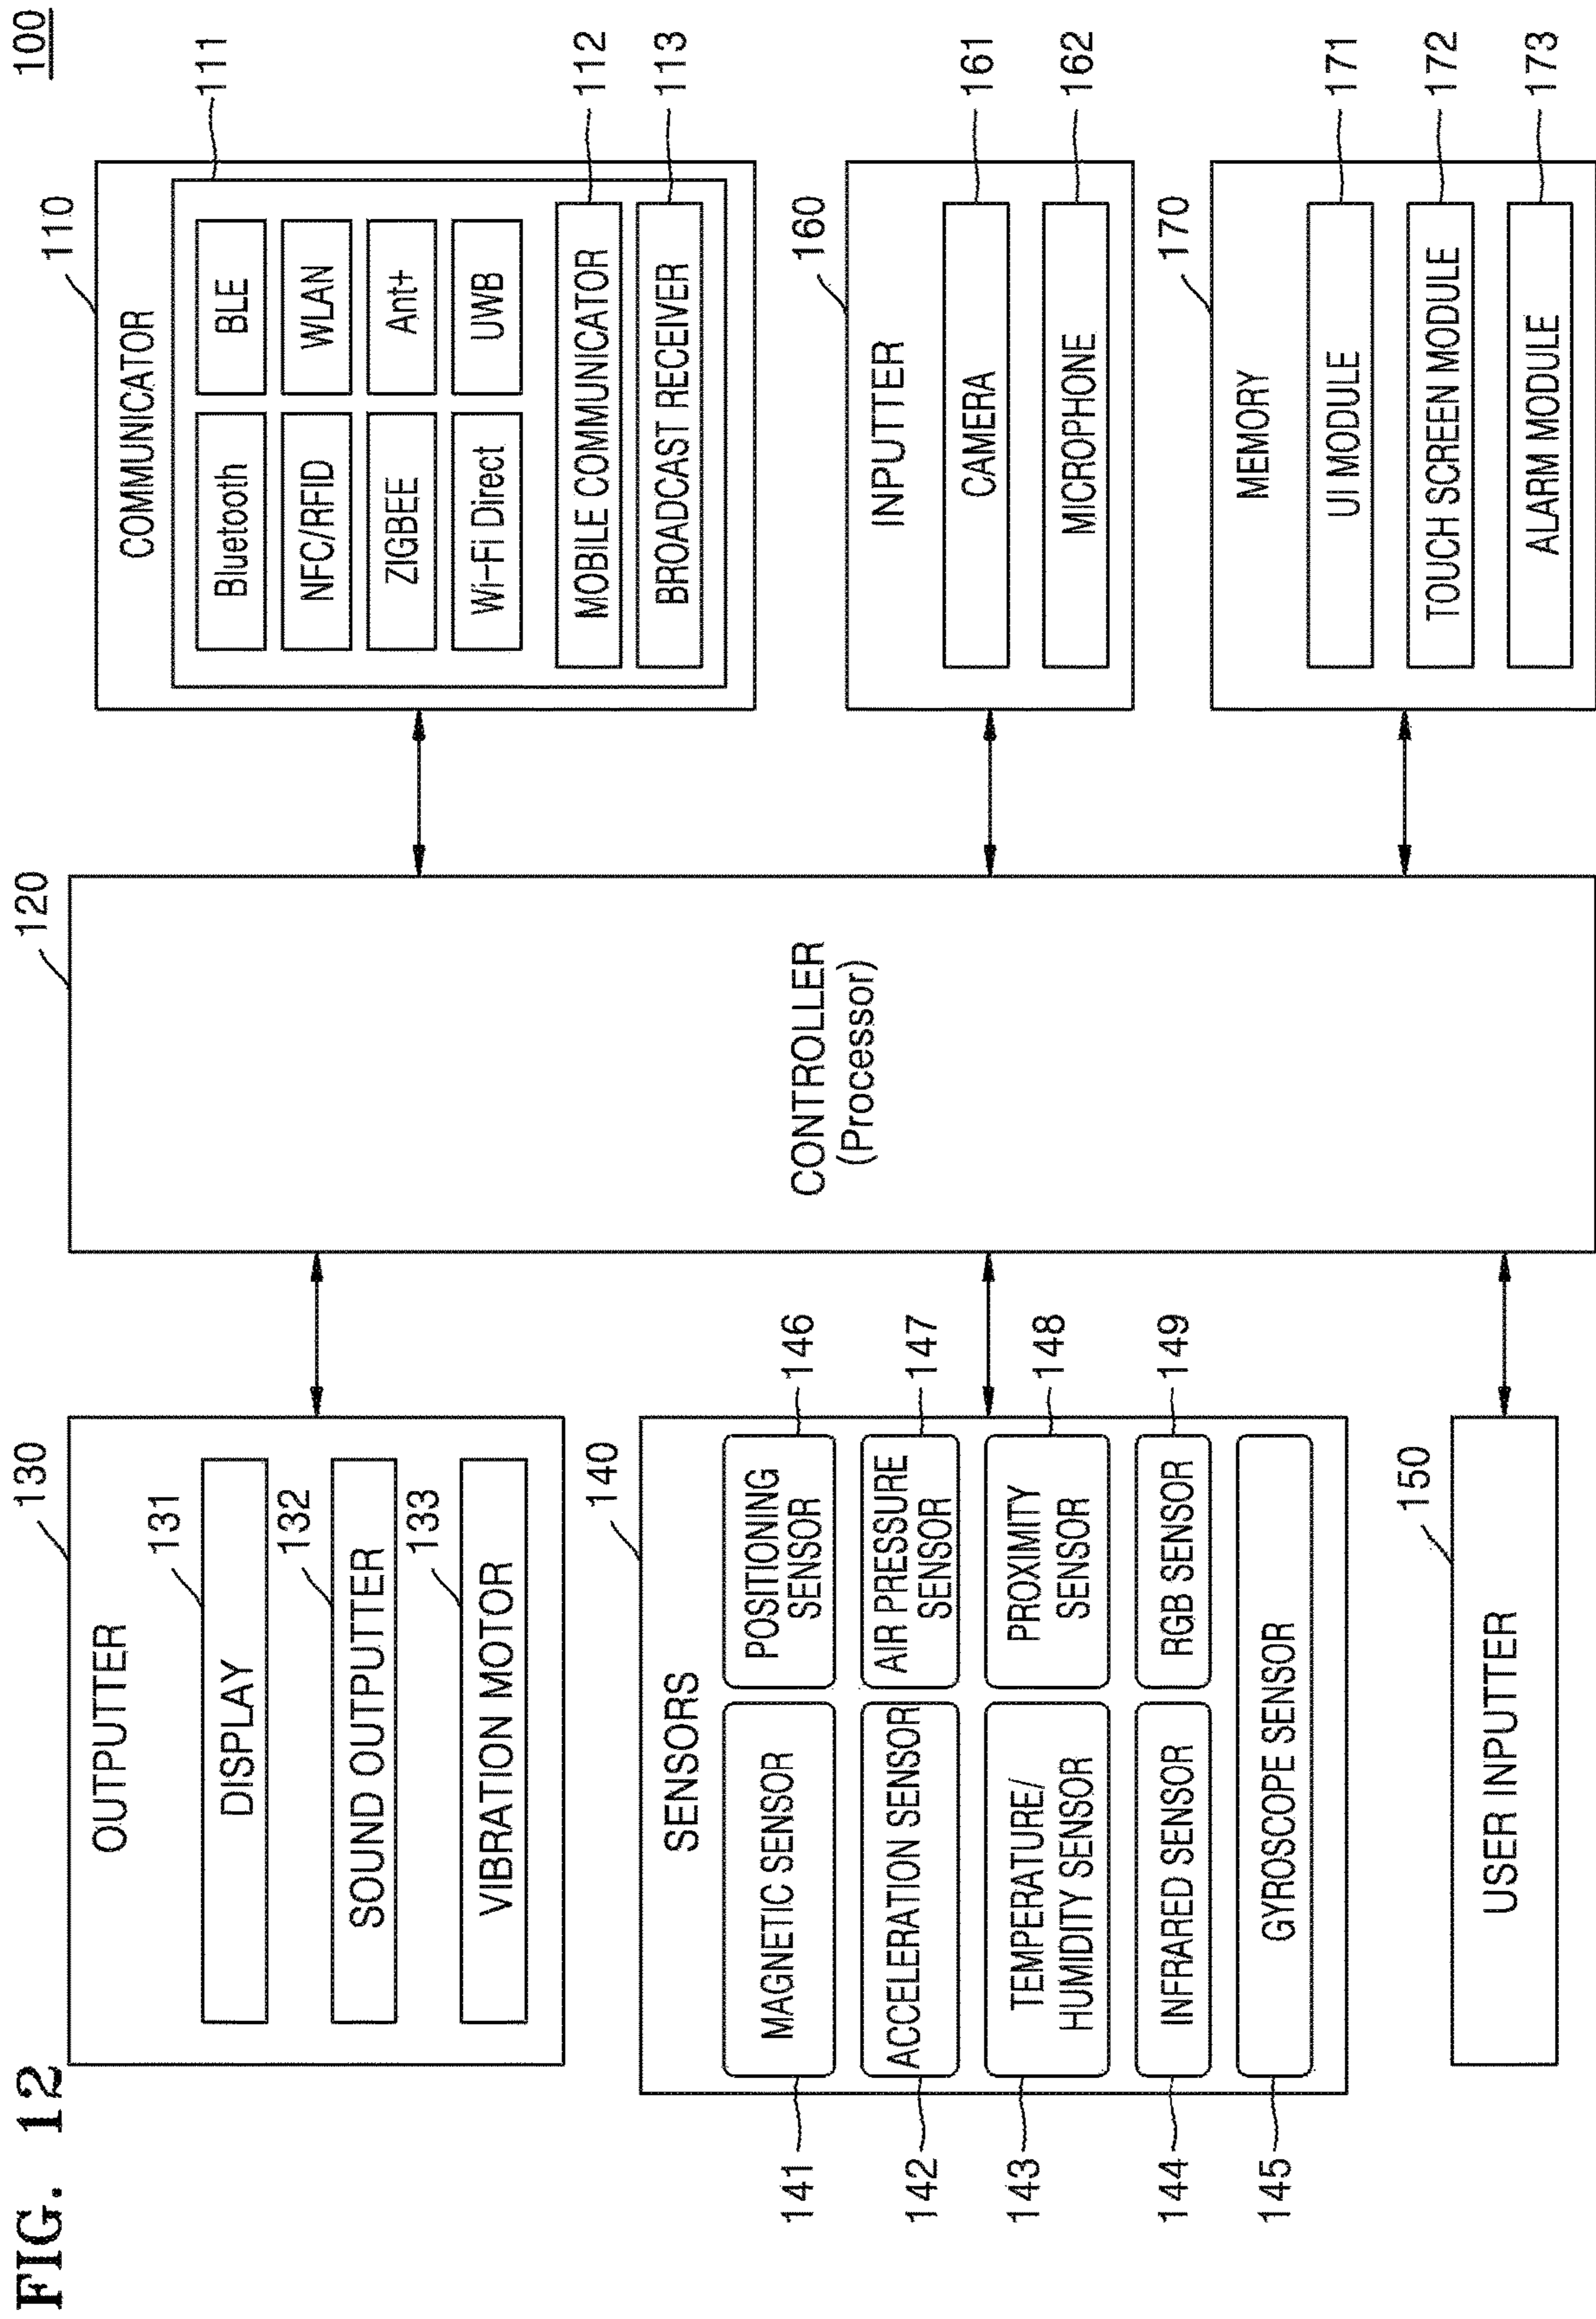 FIG. 12
100
130
OUTPUTTER
131
DISPLAY
132
SOUND OUTPUTTER
133
VIBRATION MOTOR
140
SENSORS
141
MAGNETIC SENSOR
POSITIONING
SENSOR
146
142
ACCELERATION SENSOR
AIR PRESSURE
SENSOR
147
143
TEMPERATURE/
HUMIDITY SENSOR
PROXIMITY
SENSOR
148
144
INFRARED SENSOR
RGB SENSOR
149
145
GYROSCOPE SENSOR
150
USER INPUTTER
120
CONTROLLER
(Processor)
110
COMMUNICATOR
111
Bluetooth
BLE
NFC/RFID
WLAN
ZIGBEE
Ant+
Wi-Fi Direct
UWB
MOBILE COMMUNICATOR
112
BROADCAST RECEIVER
113
160
INPUTTER
CAMERA
161
MICROPHONE
162
170
MEMORY
UI MODULE
171
TOUCH SCREEN MODULE
172
ALARM MODULE
173